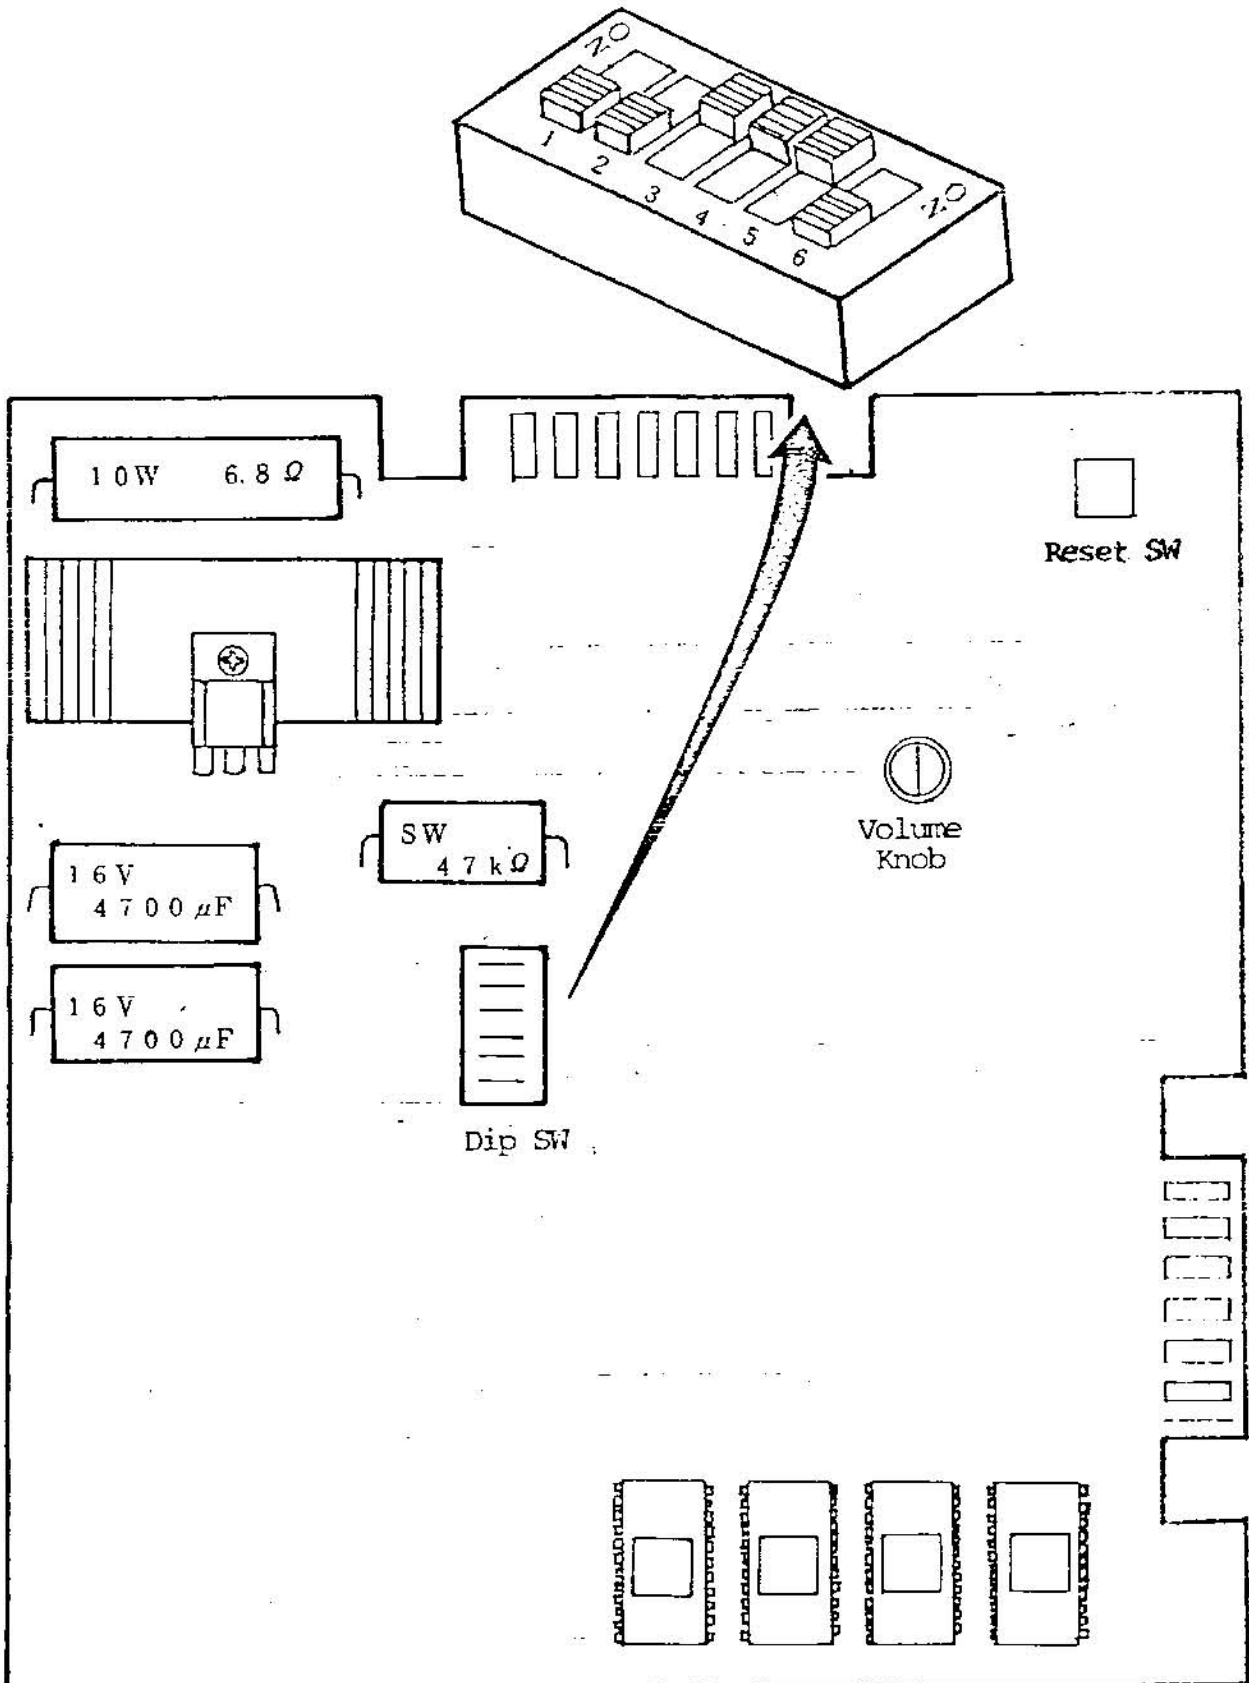 ON
1
2
3
4
5
6
ON
10W 6.8Ω
Reset SW
Volume
Knob
SW
47kΩ
16V
4700μF
16V
4700μF
Dip SW